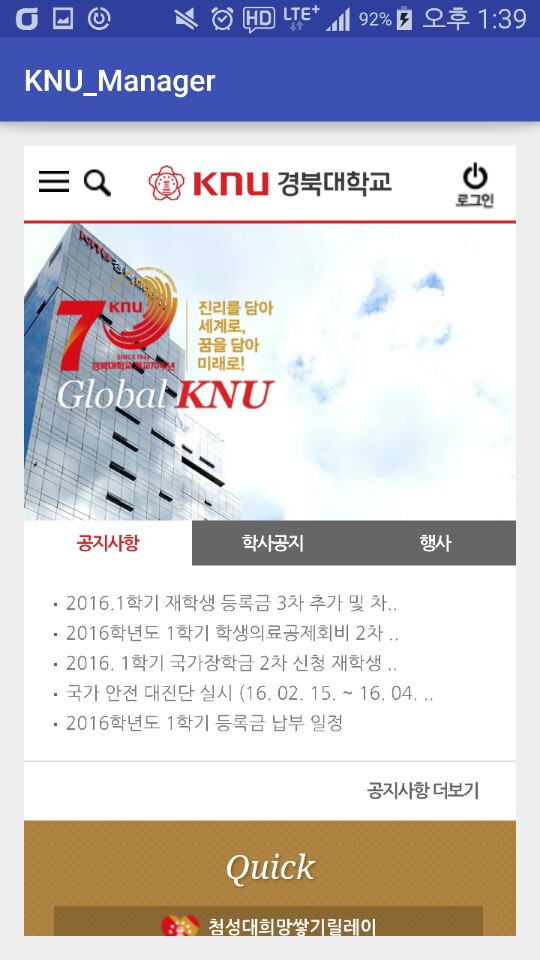 HD LTE+ 92% 오후 1:39
KNU_Manager
KNU 경북대학교
로그인
KNU
70
KNU
SINCE 1946
경북대학교 개교70주년
진리를 담아
세계로,
꿈을 담아
미래로!
Global KNU
공지사항 학사공지 행사
· 2016.1학기 재학생 등록금 3차 추가 및 차..
· 2016학년도 1학기 학생의료공제회비 2차 ..
· 2016. 1학기 국가장학금 2차 신청 재학생 ..
· 국가 안전 대진단 실시 (16. 02. 15. ~ 16. 04. ..
· 2016학년도 1학기 등록금 납부 일정
공지사항 더보기
Quick
첨성대희망쌓기릴레이